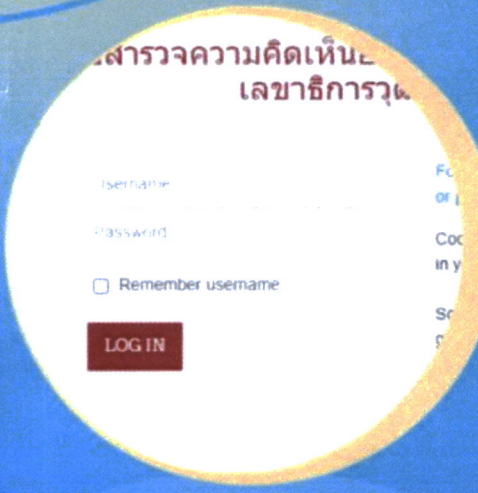 สำรวจความคิดเห็น
เลขาธิการวุฒ
Username
Password
Remember username
LOG IN
or
in y